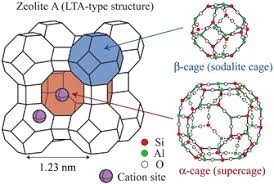 Zeolite A (LTA-type structure)
β-cage (sodalite cage)
Si
Al
O
α-cage (supercage)
1.23 nm
Cation site